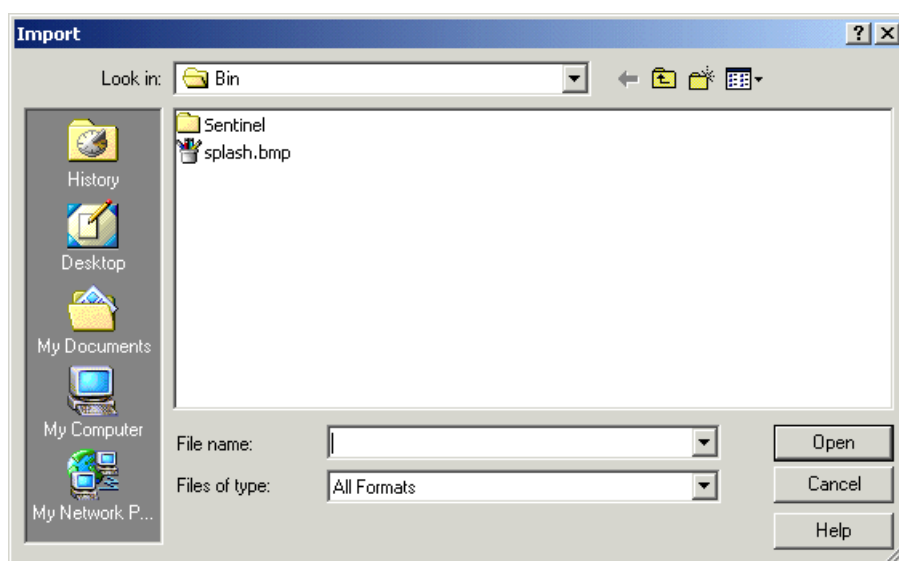 Import
Look in: Bin
Sentinel
splash.bmp
History
Desktop
My Documents
My Computer
My Network P...
File name:
Open
Files of type: All Formats
Cancel
Help